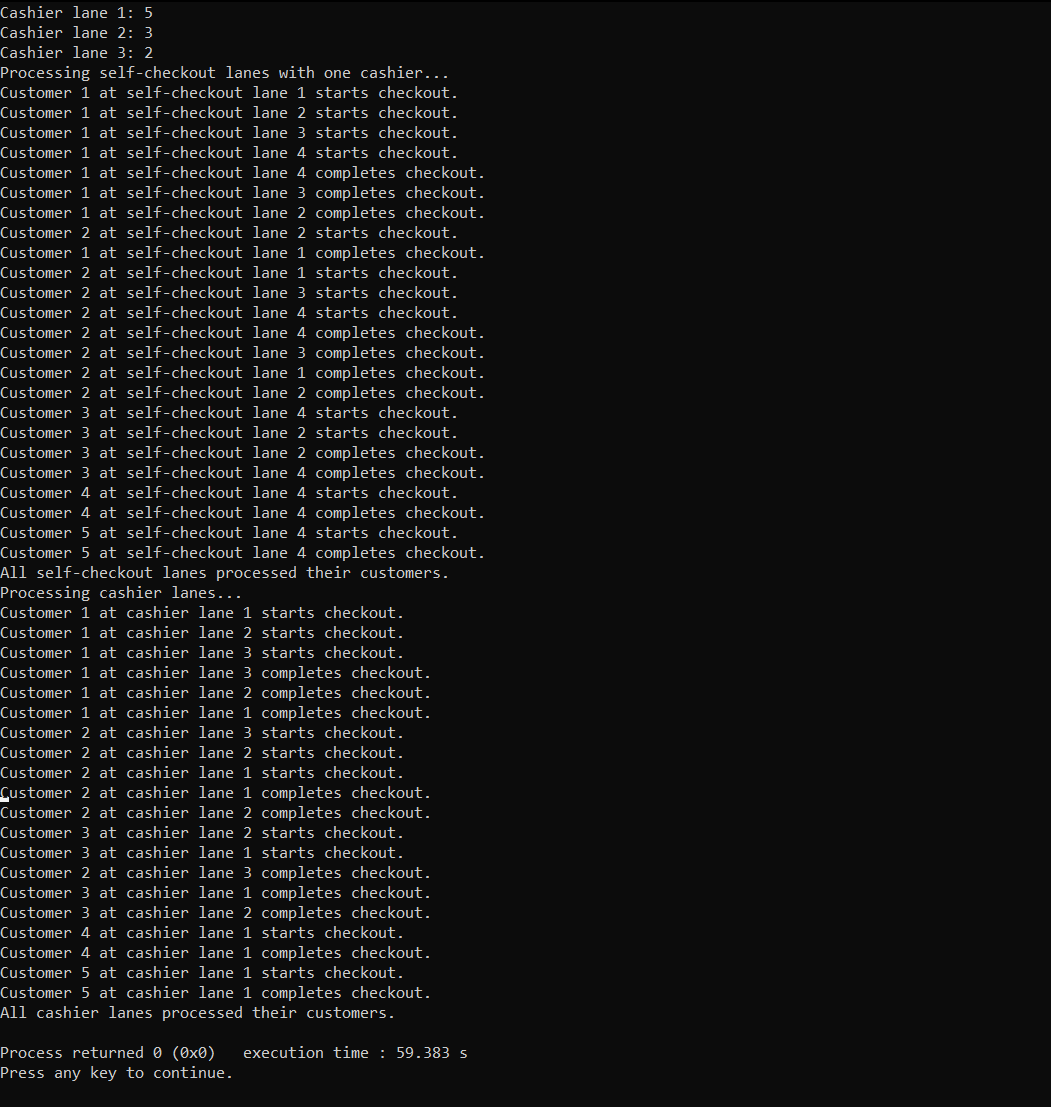 Cashier lane 1: 5
Cashier lane 2: 3
Cashier lane 3: 2
Processing self-checkout lanes with one cashier...
Customer 1 at self-checkout lane 1 starts checkout.
Customer 1 at self-checkout lane 2 starts checkout.
Customer 1 at self-checkout lane 3 starts checkout.
Customer 1 at self-checkout lane 4 starts checkout.
Customer 1 at self-checkout lane 4 completes checkout.
Customer 1 at self-checkout lane 3 completes checkout.
Customer 1 at self-checkout lane 2 completes checkout.
Customer 2 at self-checkout lane 2 starts checkout.
Customer 1 at self-checkout lane 1 completes checkout.
Customer 2 at self-checkout lane 1 starts checkout.
Customer 2 at self-checkout lane 3 starts checkout.
Customer 2 at self-checkout lane 4 starts checkout.
Customer 2 at self-checkout lane 4 completes checkout.
Customer 2 at self-checkout lane 3 completes checkout.
Customer 2 at self-checkout lane 1 completes checkout.
Customer 2 at self-checkout lane 2 completes checkout.
Customer 3 at self-checkout lane 4 starts checkout.
Customer 3 at self-checkout lane 2 starts checkout.
Customer 3 at self-checkout lane 2 completes checkout.
Customer 3 at self-checkout lane 4 completes checkout.
Customer 4 at self-checkout lane 4 starts checkout.
Customer 4 at self-checkout lane 4 completes checkout.
Customer 5 at self-checkout lane 4 starts checkout.
Customer 5 at self-checkout lane 4 completes checkout.
All self-checkout lanes processed their customers.
Processing cashier lanes...
Customer 1 at cashier lane 1 starts checkout.
Customer 1 at cashier lane 2 starts checkout.
Customer 1 at cashier lane 3 starts checkout.
Customer 1 at cashier lane 3 completes checkout.
Customer 1 at cashier lane 2 completes checkout.
Customer 1 at cashier lane 1 completes checkout.
Customer 2 at cashier lane 3 starts checkout.
Customer 2 at cashier lane 2 starts checkout.
Customer 2 at cashier lane 1 starts checkout.
Customer 2 at cashier lane 1 completes checkout.
Customer 2 at cashier lane 2 completes checkout.
Customer 3 at cashier lane 2 starts checkout.
Customer 3 at cashier lane 1 starts checkout.
Customer 2 at cashier lane 3 completes checkout.
Customer 3 at cashier lane 1 completes checkout.
Customer 3 at cashier lane 2 completes checkout.
Customer 4 at cashier lane 1 starts checkout.
Customer 4 at cashier lane 1 completes checkout.
Customer 5 at cashier lane 1 starts checkout.
Customer 5 at cashier lane 1 completes checkout.
All cashier lanes processed their customers.
Process returned 0 (0x0)   execution time : 59.383 s
Press any key to continue.